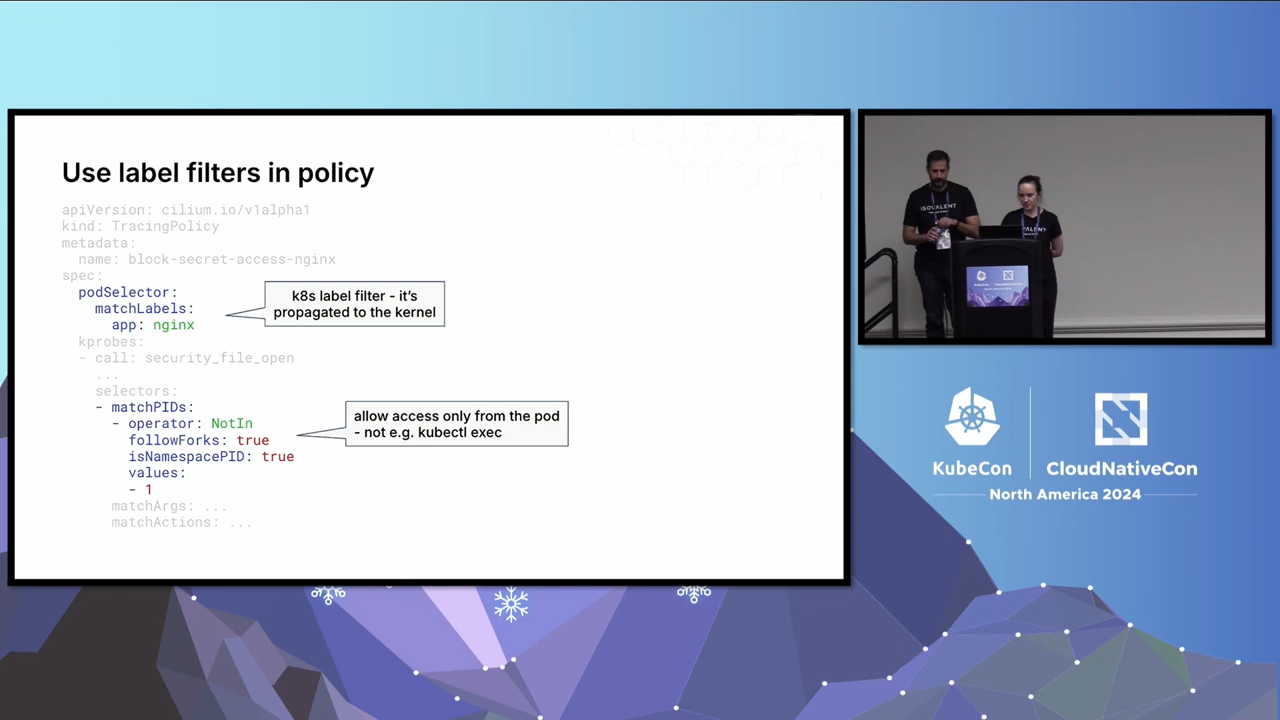 Use label filters in policy
apiVersion: cilium.io/v1alpha1
kind: TracingPolicy
metadata:
  name: block-secret-access-nginx
spec:
  podSelector:
    matchLabels:
      app: nginx
  kprobes:
  - call: security_file_open
    ...
    selectors:
    - matchPIDs:
      - operator: NotIn
        followForks: true
        isNamespacePID: true
        values:
        - 1
      matchArgs: ...
      matchActions: ...
k8s label filter - it's
propagated to the kernel
allow access only from the pod
- not e.g. kubectl exec
ISOVALENT
KubeCon
CloudNativeCon
North America 2024